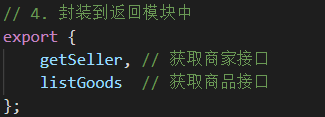 // 4. 封装到返回模块中
export {
    getSeller, // 获取商家接口
    listGoods  // 获取商品接口
};